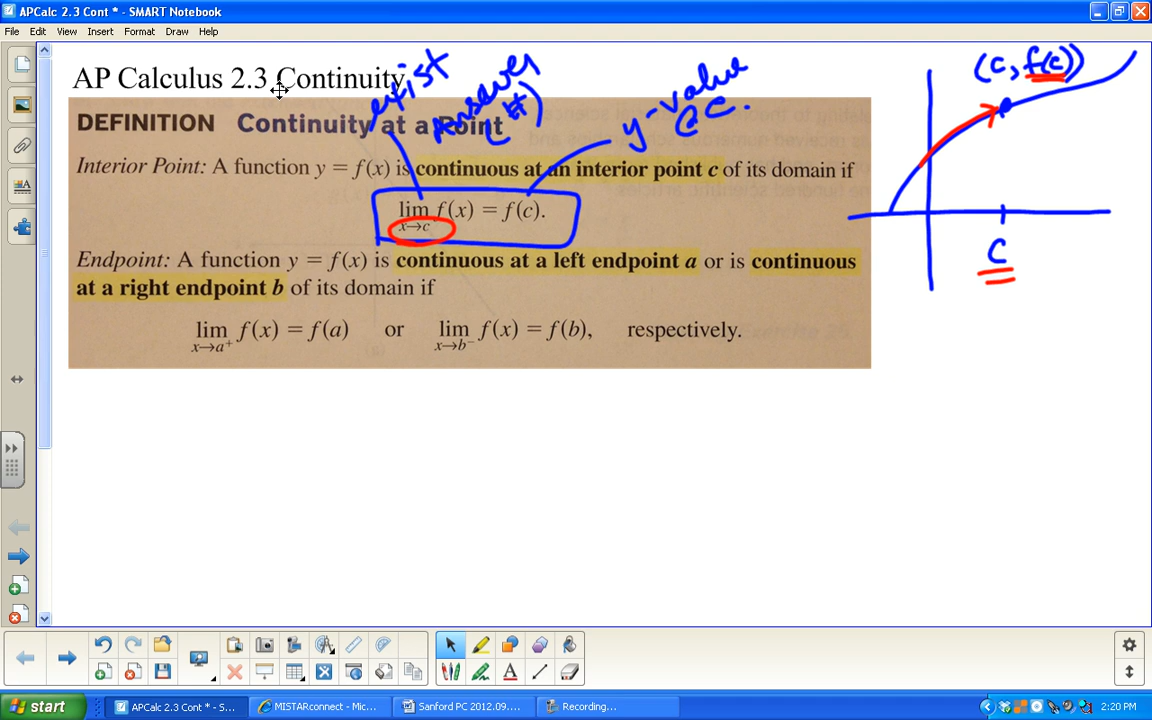 APCalc 2.3 Cont * - SMART Notebook
File Edit View Insert Format Draw Help
AP Calculus 2.3 Continuity
exist
answer
(#)
y-value
@ c.
(c, f(c))
DEFINITION Continuity at a Point
Interior Point: A function y = f(x) is continuous at an interior point c of its domain if
lim f(x) = f(c).
x→c
c
Endpoint: A function y = f(x) is continuous at a left endpoint a or is continuous
at a right endpoint b of its domain if
lim f(x) = f(a) or lim f(x) = f(b), respectively.
x→a⁺ x→b⁻
start
APCalc 2.3 Cont * - S...
MISTARconnect - Mic...
Sanford PC 2012.09....
Recording...
2:20 PM